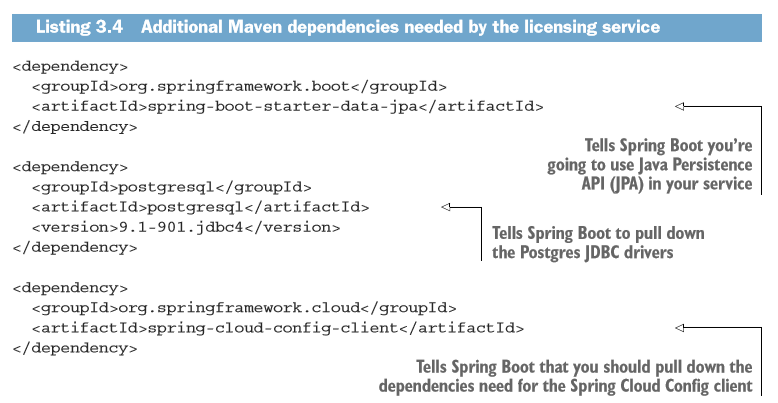 Listing 3.4 Additional Maven dependencies needed by the licensing service
<dependency>
<groupId>org.springframework.boot</groupId>
<artifactId>spring-boot-starter-data-jpa</artifactId>
</dependency>
Tells Spring Boot you're
going to use Java Persistence
API (JPA) in your service
<dependency>
<groupId>postgresql</groupId>
<artifactId>postgresql</artifactId>
<version>9.1-901.jdbc4</version>
</dependency>
Tells Spring Boot to pull down
the Postgres JDBC drivers
<dependency>
<groupId>org.springframework.cloud</groupId>
<artifactId>spring-cloud-config-client</artifactId>
</dependency>
Tells Spring Boot that you should pull down the
dependencies need for the Spring Cloud Config client